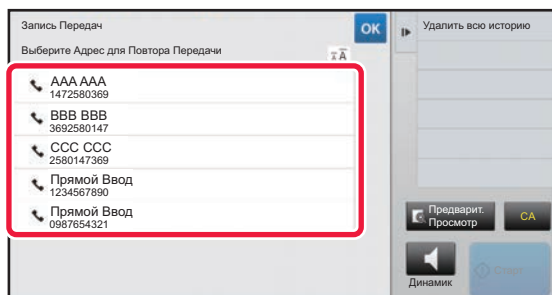 Запись Передач
OK
Удалить всю историю
Выберите Адрес для Повтора Передачи
AAA AAA
1472580369
BBB BBB
3692580147
CCC CCC
2580147369
Прямой Ввод
1234567890
Прямой Ввод
0987654321
Предварит.
Просмотр
CA
Динамик